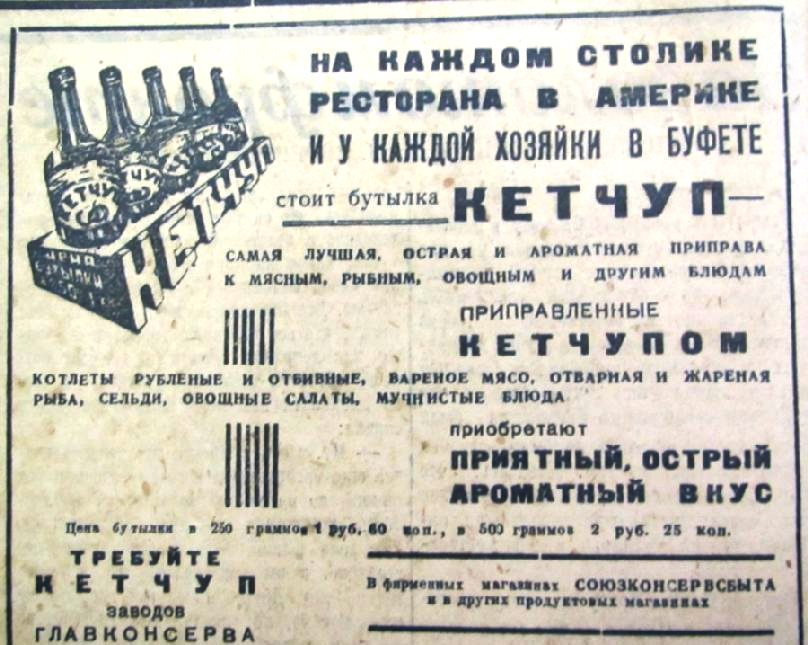 НА КАЖДОМ СТОЛИКЕ
РЕСТОРАНА В АМЕРИКЕ
И У КАЖДОЙ ХОЗЯЙКИ В БУФЕТЕ
стоит бутылка КЕТЧУП—
КЕТЧУП
КЕТЧУП
цена
бутылки
САМАЯ ЛУЧШАЯ, ОСТРАЯ И АРОМАТНАЯ ПРИПРАВА
К МЯСНЫМ, РЫБНЫМ, ОВОЩНЫМ И ДРУГИМ БЛЮДАМ
ПРИПРАВЛЕННЫЕ
КЕТЧУПОМ
КОТЛЕТЫ РУБЛЕНЫЕ И ОТБИВНЫЕ, ВАРЕНОЕ МЯСО, ОТВАРНАЯ И ЖАРЕНАЯ
РЫБА, СЕЛЬДИ, ОВОЩНЫЕ САЛАТЫ, МУЧНИСТЫЕ БЛЮДА
приобретают
ПРИЯТНЫЙ, ОСТРЫЙ
АРОМАТНЫЙ ВКУС
Цена бутылки в 250 граммов 1 руб. 60 коп., в 500 граммов 2 руб. 25 коп.
ТРЕБУЙТЕ
КЕТЧУП
заводов
ГЛАВКОНСЕРВА
В фирменных магазинах СОЮЗКОНСЕРВСБЫТА
и в других продуктовых магазинах